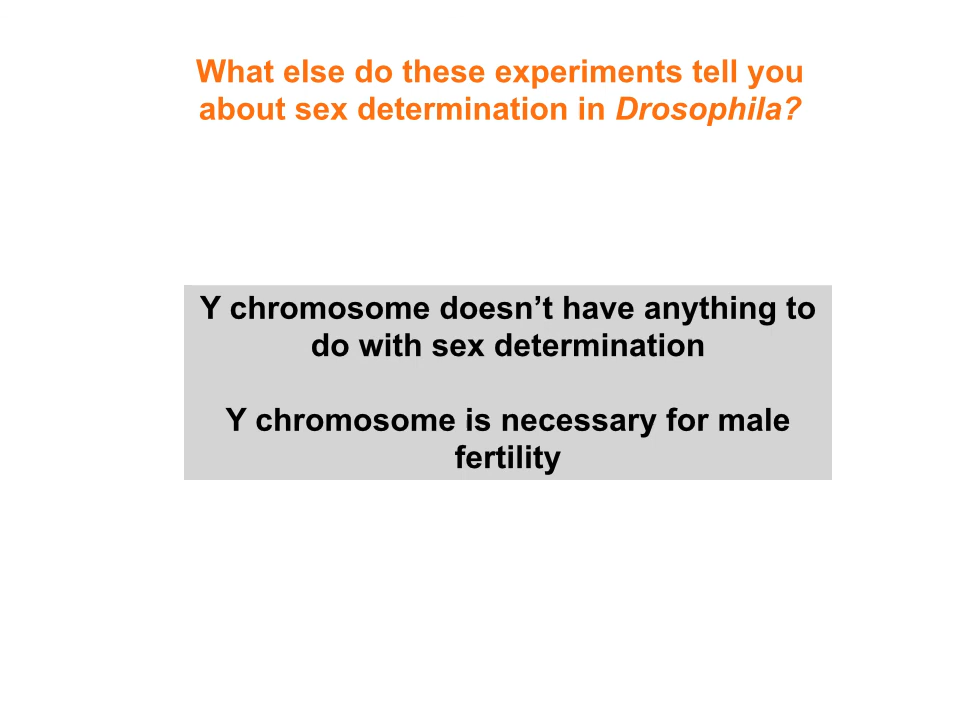 What else do these experiments tell you
about sex determination in Drosophila?
Y chromosome doesn’t have anything to
do with sex determination
Y chromosome is necessary for male
fertility